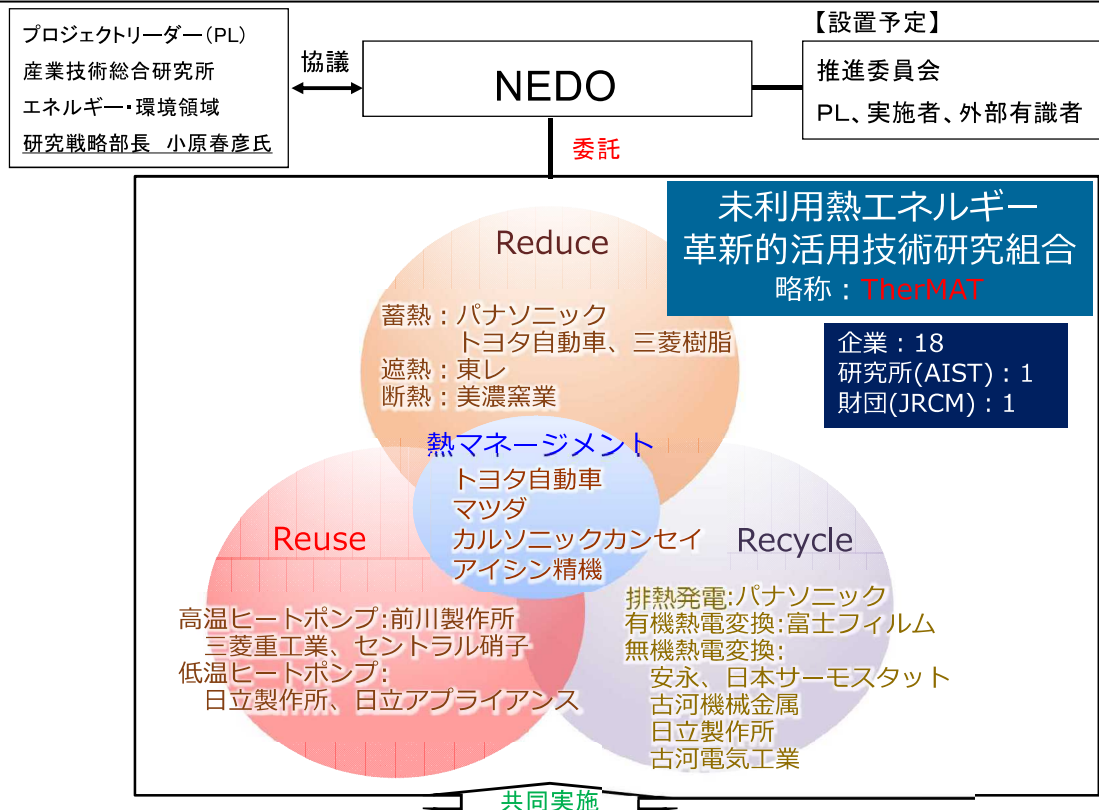 プロジェクトリーダー(PL)
産業技術総合研究所
エネルギー・環境領域
研究戦略部長 小原春彦氏
協議
NEDO
【設置予定】
推進委員会
PL、実施者、外部有識者
委託
未利用熱エネルギー
革新的活用技術研究組合
略称：TherMAT
企業：18
研究所(AIST)：1
財団(JRCM)：1
Reduce
蓄熱：パナソニック
トヨタ自動車、三菱樹脂
遮熱：東レ
断熱：美濃窯業
熱マネージメント
トヨタ自動車
マツダ
カルソニックカンセイ
アイシン精機
Reuse
高温ヒートポンプ:前川製作所
三菱重工業、セントラル硝子
低温ヒートポンプ:
日立製作所、日立アプライアンス
Recycle
排熱発電:パナソニック
有機熱電変換:富士フィルム
無機熱電変換:
安永、日本サーモスタット
古河機械金属
日立製作所
古河電気工業
共同実施